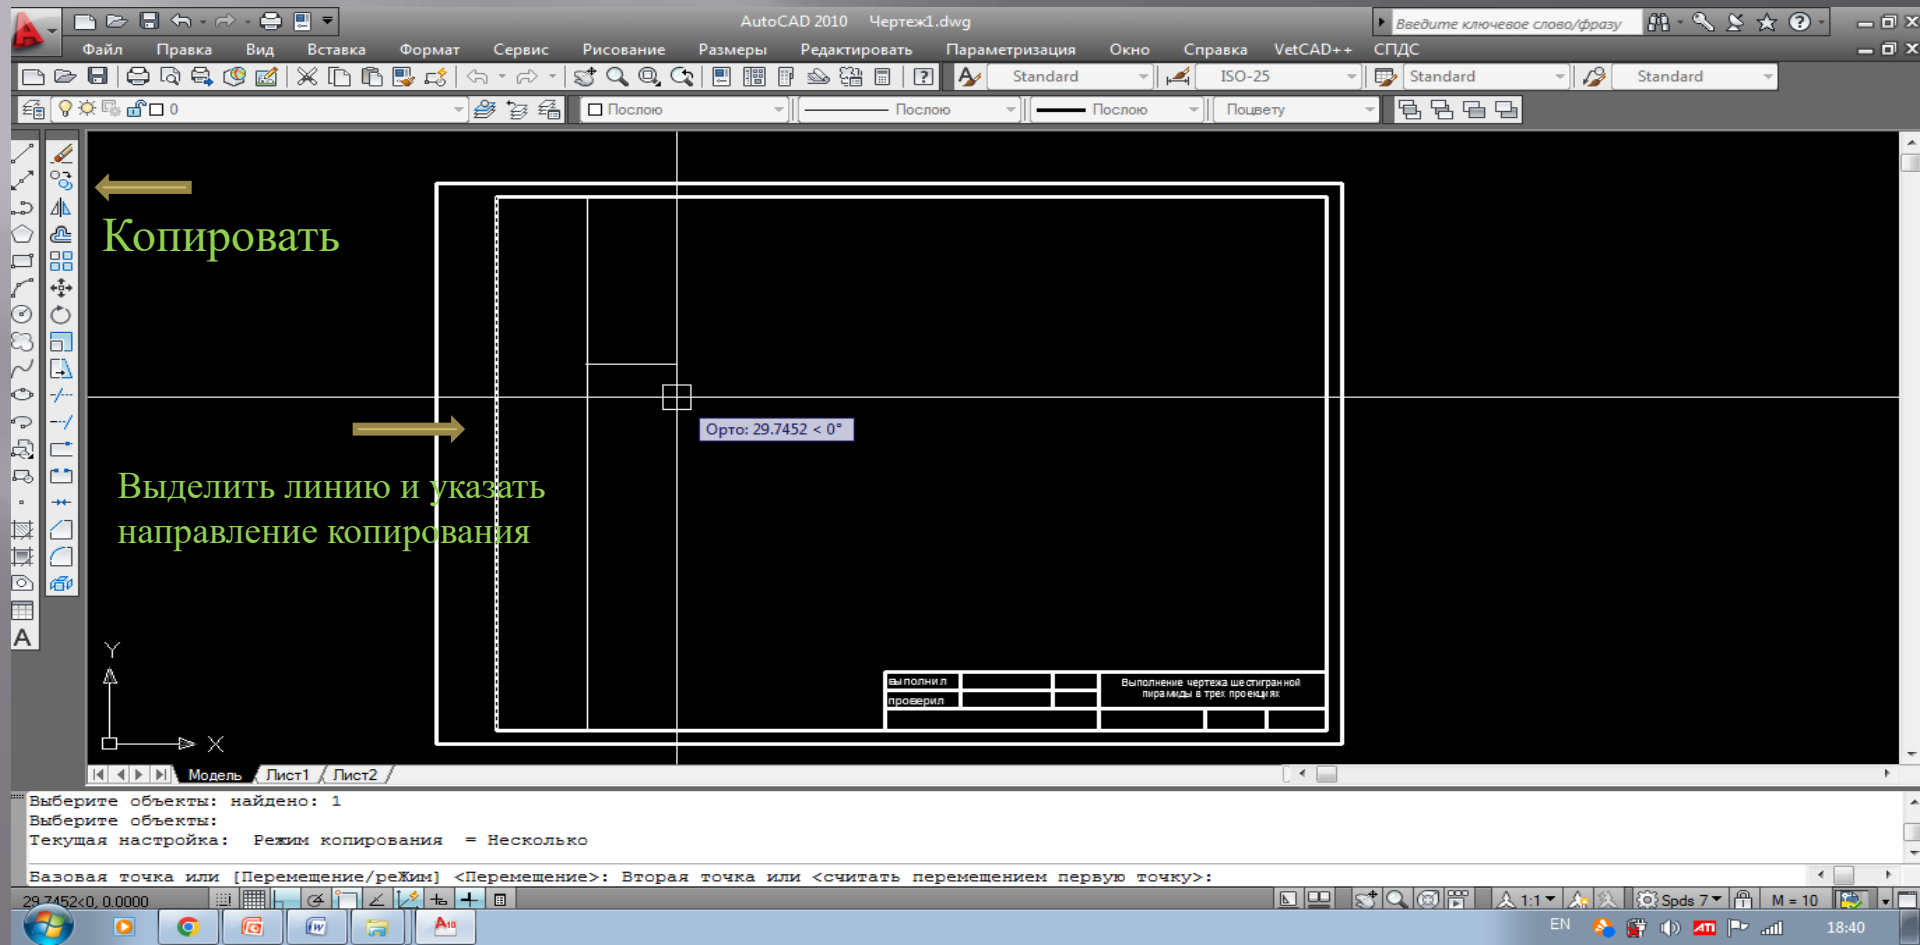 AutoCAD 2010 Чертеж1.dwg
Введите ключевое слово/фразу
Файл Правка Вид Вставка Формат Сервис Рисование Размеры Редактировать Параметризация Окно Справка VetCAD++ СПДС
Standard ISO-25 Standard Standard
0 Послою Послою Послою Поцвету
Копировать
Орто: 29.7452 < 0°
Выделить линию и указать
направление копирования
выполнил
проверил
Выполнение чертежа шестигранной
пирамиды в трех проекциях
Y
X
Модель Лист1 Лист2
Выберите объекты: найдено: 1
Выберите объекты:
Текущая настройка: Режим копирования = Несколько
Базовая точка или [Перемещение/реЖим] <Перемещение>: Вторая точка или <считать перемещением первую точку>:
29.7452<0, 0.0000 1:1 Spds 7 М = 10
EN ATI 18:40